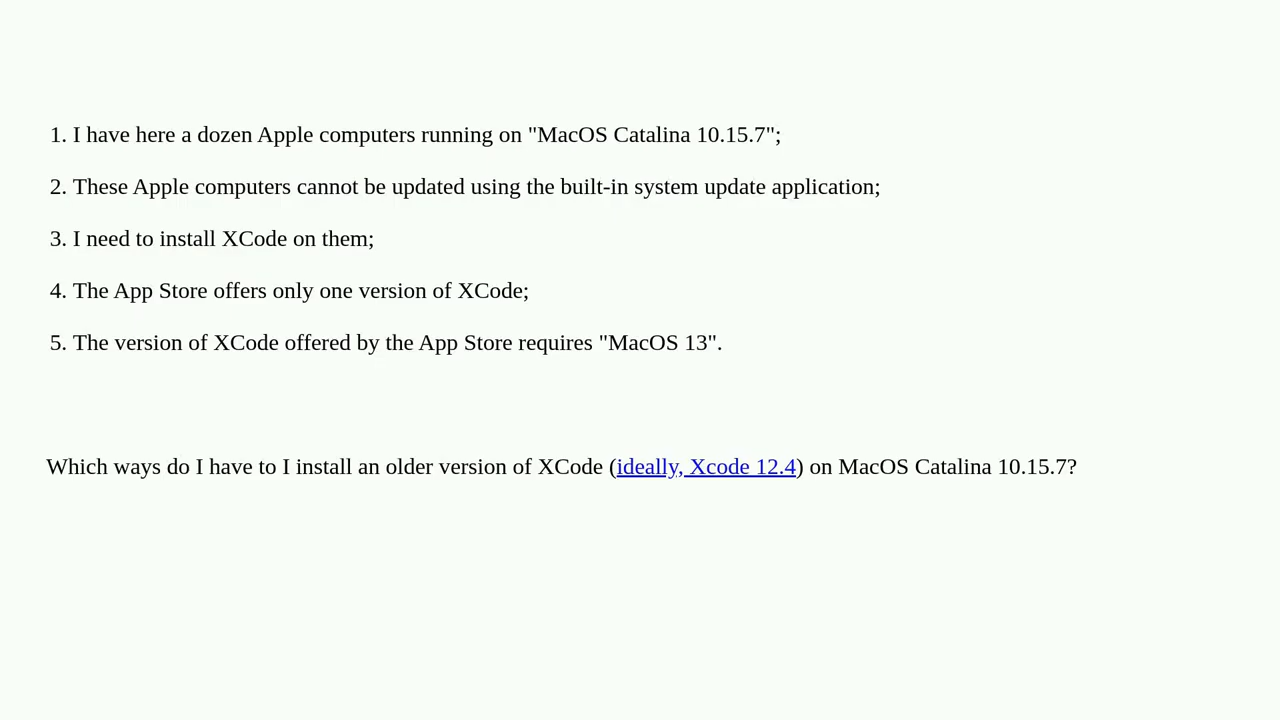 1. I have here a dozen Apple computers running on "MacOS Catalina 10.15.7";
2. These Apple computers cannot be updated using the built-in system update application;
3. I need to install XCode on them;
4. The App Store offers only one version of XCode;
5. The version of XCode offered by the App Store requires "MacOS 13".
Which ways do I have to I install an older version of XCode (ideally, Xcode 12.4) on MacOS Catalina 10.15.7?